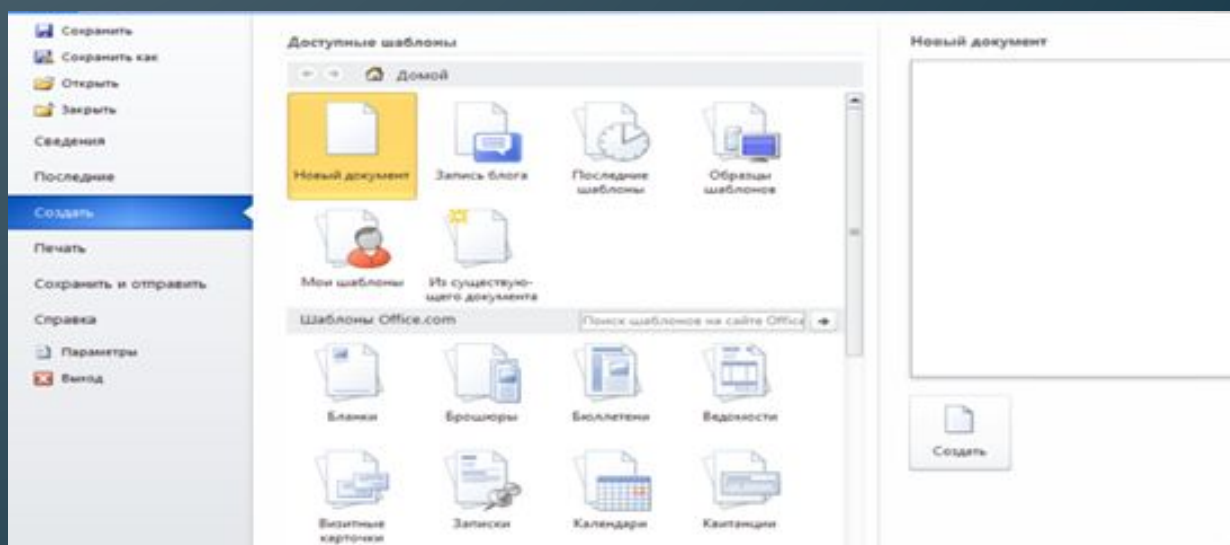 Сохранить
Сохранить как
Открыть
Закрыть
Сведения
Последние
Создать
Печать
Сохранить и отправить
Справка
Параметры
Выход
Доступные шаблоны
Домой
Новый документ
Запись блога
Последние
шаблоны
Образцы
шаблонов
Мои шаблоны
Из существую-
щего документа
Шаблоны Office.com
Поиск шаблонов на сайте Office
Бланки
Брошюры
Бюллетени
Ведомости
Визитные
карточки
Записки
Календари
Квитанции
Новый документ
Создать